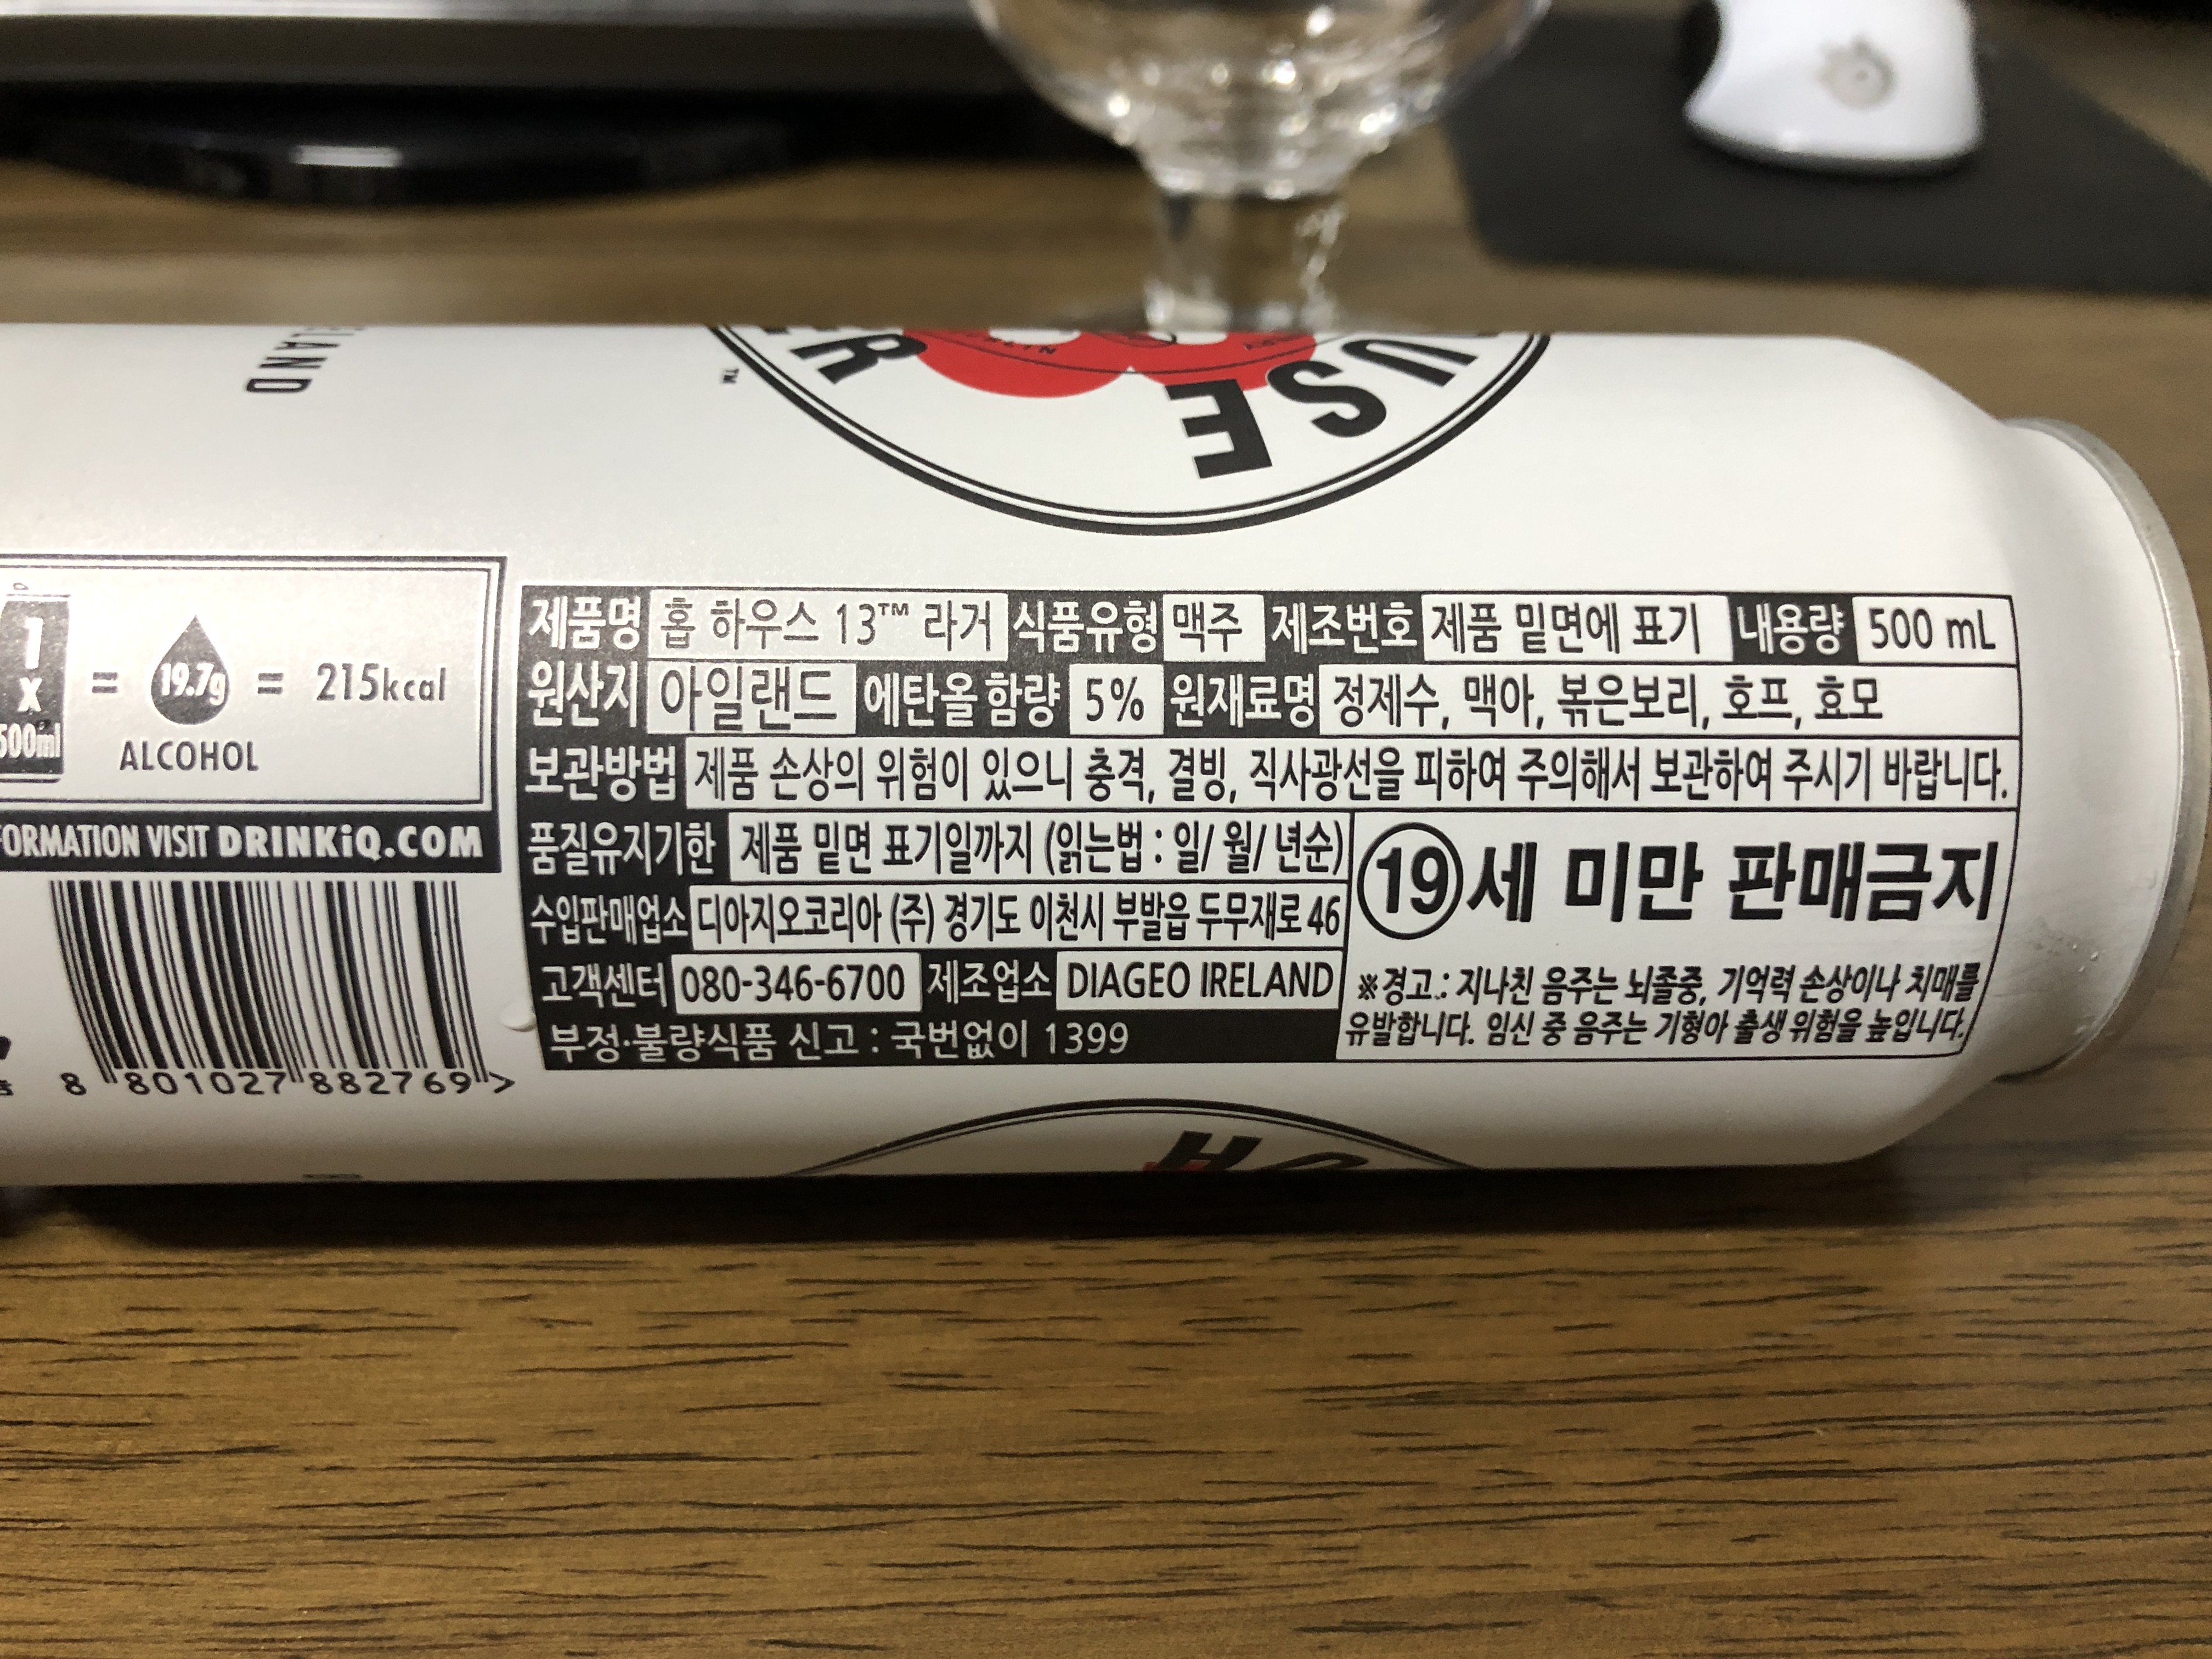 ™
USE
제품명 홉 하우스 13™ 라거 식품유형 맥주 제조번호 제품 밑면에 표기 내용량 500 mL
원산지 아일랜드 에탄올 함량 5% 원재료명 정제수, 맥아, 볶은보리, 호프, 효모
보관방법 제품 손상의 위험이 있으니 충격, 결빙, 직사광선을 피하여 주의해서 보관하여 주시기 바랍니다.
품질유지기한 제품 밑면 표기일까지 (읽는법 : 일/ 월/ 년순)
수입판매업소 디아지오코리아 (주) 경기도 이천시 부발읍 두무재로 46
고객센터 080-346-6700 제조업소 DIAGEO IRELAND
부정·불량식품 신고 : 국번없이 1399
19세 미만 판매금지
※경고 : 지나친 음주는 뇌졸중, 기억력 손상이나 치매를
유발합니다. 임신 중 음주는 기형아 출생 위험을 높입니다.
1
x
500ml
= 19.7g = 215kcal
ALCOHOL
VISIT DRINKiQ.COM
8 801027 882769 >